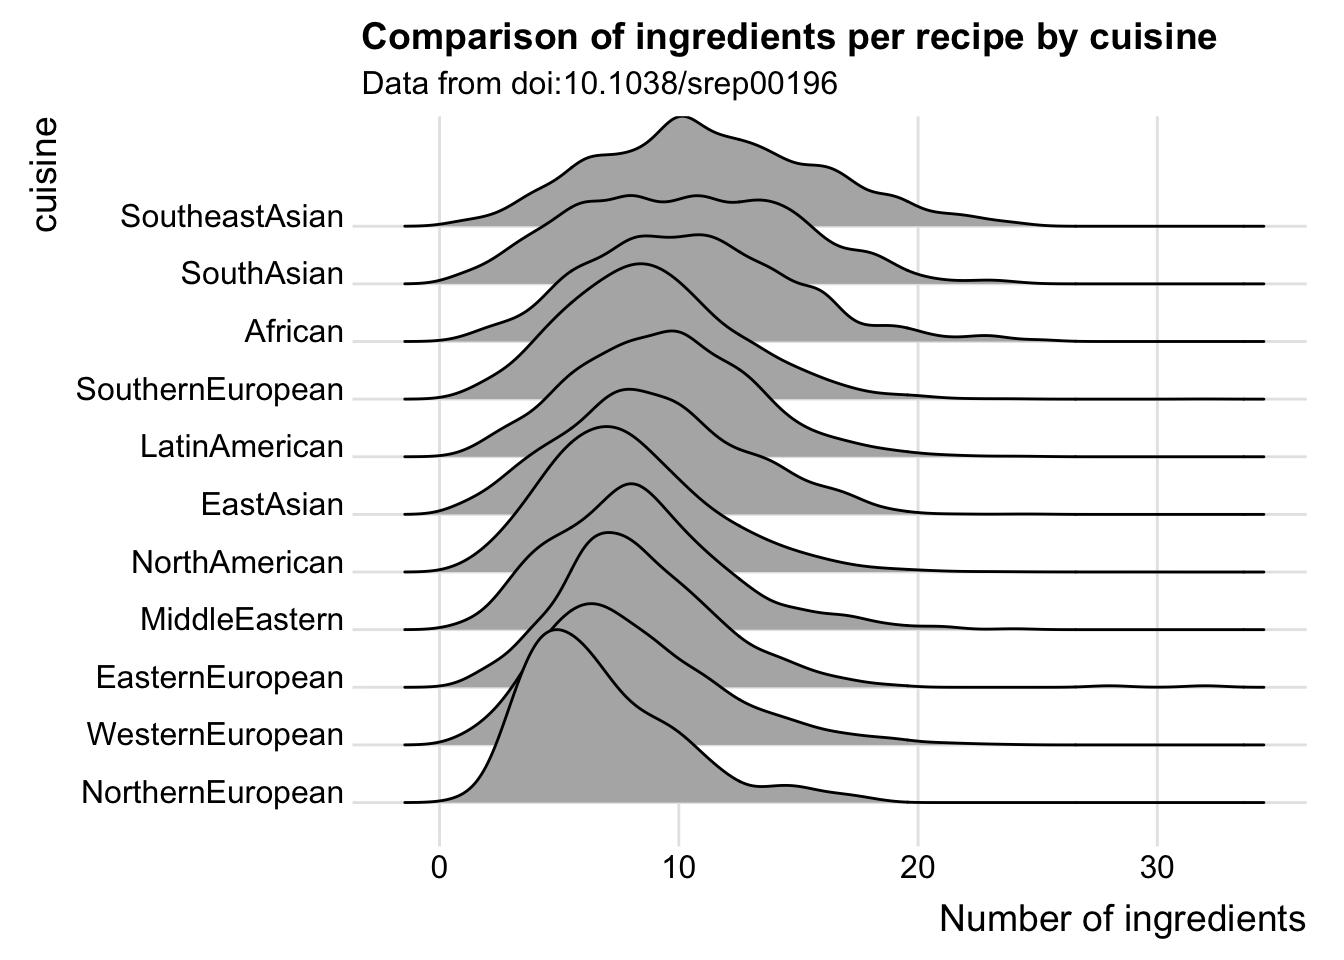 Comparison of ingredients per recipe by cuisine
Data from doi:10.1038/srep00196
cuisine
SoutheastAsian
SouthAsian
African
SouthernEuropean
LatinAmerican
EastAsian
NorthAmerican
MiddleEastern
EasternEuropean
WesternEuropean
NorthernEuropean
0 10 20 30
Number of ingredients